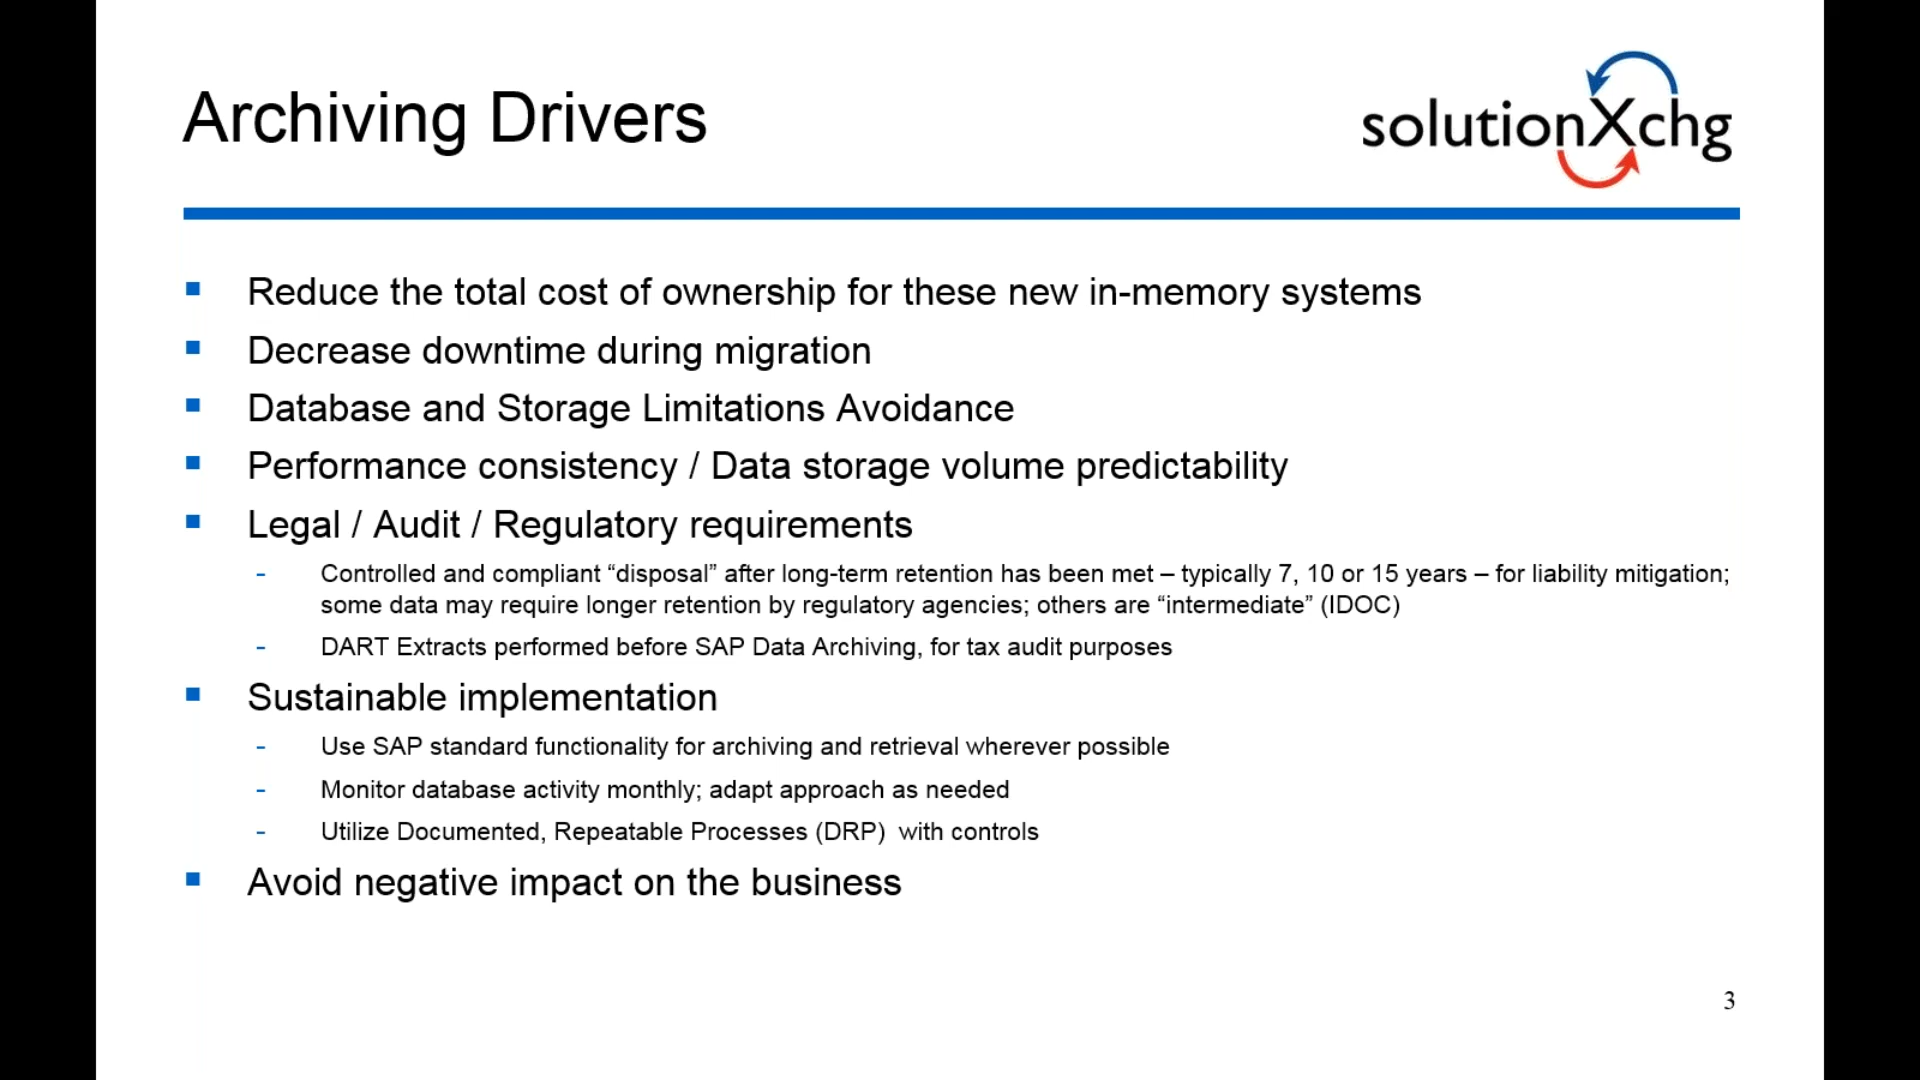 Archiving Drivers
solutionXchg
Reduce the total cost of ownership for these new in-memory systems
Decrease downtime during migration
Database and Storage Limitations Avoidance
Performance consistency / Data storage volume predictability
Legal / Audit / Regulatory requirements
- Controlled and compliant “disposal” after long-term retention has been met – typically 7, 10 or 15 years – for liability mitigation;
some data may require longer retention by regulatory agencies; others are “intermediate” (IDOC)
- DART Extracts performed before SAP Data Archiving, for tax audit purposes
Sustainable implementation
- Use SAP standard functionality for archiving and retrieval wherever possible
- Monitor database activity monthly; adapt approach as needed
- Utilize Documented, Repeatable Processes (DRP)  with controls
Avoid negative impact on the business
3